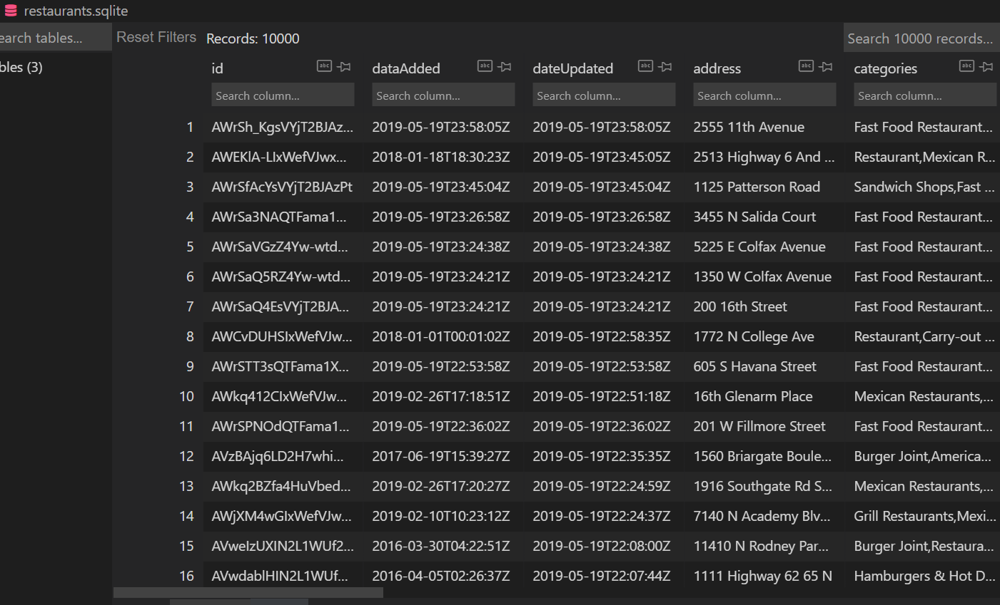 restaurants.sqlite
earch tables...
Reset Filters
Records: 10000
Search 10000 records...
bles (3)
id abc dataAdded abc dateUpdated abc address abc categories abc
Search column... Search column... Search column... Search column... Search column...
1 AWrSh_KgsVYjT2BJAz... 2019-05-19T23:58:05Z 2019-05-19T23:58:05Z 2555 11th Avenue Fast Food Restaurant...
2 AWEKlA-LIxWefVJwx... 2018-01-18T18:30:23Z 2019-05-19T23:45:05Z 2513 Highway 6 And ... Restaurant,Mexican R...
3 AWrSfAcYsVYjT2BJAzPt 2019-05-19T23:45:04Z 2019-05-19T23:45:04Z 1125 Patterson Road Sandwich Shops,Fast ...
4 AWrSa3NAQTFama1... 2019-05-19T23:26:58Z 2019-05-19T23:26:58Z 3455 N Salida Court Fast Food Restaurant...
5 AWrSaVGzZ4Yw-wtd... 2019-05-19T23:24:38Z 2019-05-19T23:24:38Z 5225 E Colfax Avenue Fast Food Restaurant...
6 AWrSaQ5RZ4Yw-wtd... 2019-05-19T23:24:21Z 2019-05-19T23:24:21Z 1350 W Colfax Avenue Fast Food Restaurant...
7 AWrSaQ4EsVYjT2BJA... 2019-05-19T23:24:21Z 2019-05-19T23:24:21Z 200 16th Street Fast Food Restaurant...
8 AWCvDUHSIxWefVJw... 2018-01-01T00:01:02Z 2019-05-19T22:58:35Z 1772 N College Ave Restaurant,Carry-out ...
9 AWrSTT3sQTFama1X... 2019-05-19T22:53:58Z 2019-05-19T22:53:58Z 605 S Havana Street Fast Food Restaurant...
10 AWkq412CIxWefVJw... 2019-02-26T17:18:51Z 2019-05-19T22:51:18Z 16th Glenarm Place Mexican Restaurants,...
11 AWrSPNOdQTFama1... 2019-05-19T22:36:02Z 2019-05-19T22:36:02Z 201 W Fillmore Street Fast Food Restaurant...
12 AVzBAjq6LD2H7whi... 2017-06-19T15:39:27Z 2019-05-19T22:35:35Z 1560 Briargate Boule... Burger Joint,America...
13 AWkq2BZfa4HuVbed... 2019-02-26T17:20:27Z 2019-05-19T22:24:59Z 1916 Southgate Rd S... Mexican Restaurants,...
14 AWjXM4wGIxWefVJw... 2019-02-10T10:23:12Z 2019-05-19T22:24:37Z 7140 N Academy Blv... Grill Restaurants,Mexi...
15 AVweIzUXIN2L1WUf2... 2016-03-30T04:22:51Z 2019-05-19T22:08:00Z 11410 N Rodney Par... Burger Joint,Restaura...
16 AVwdablHIN2L1WUf... 2016-04-05T02:26:37Z 2019-05-19T22:07:44Z 1111 Highway 62 65 N Hamburgers & Hot D...